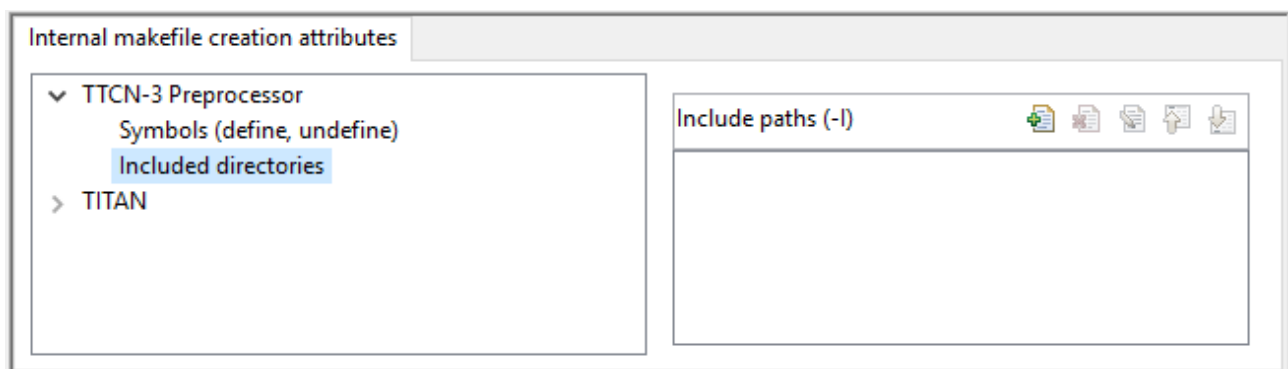 Internal makefile creation attributes
TTCN-3 Preprocessor
Symbols (define, undefine)
Included directories
TITAN
Include paths (-I)